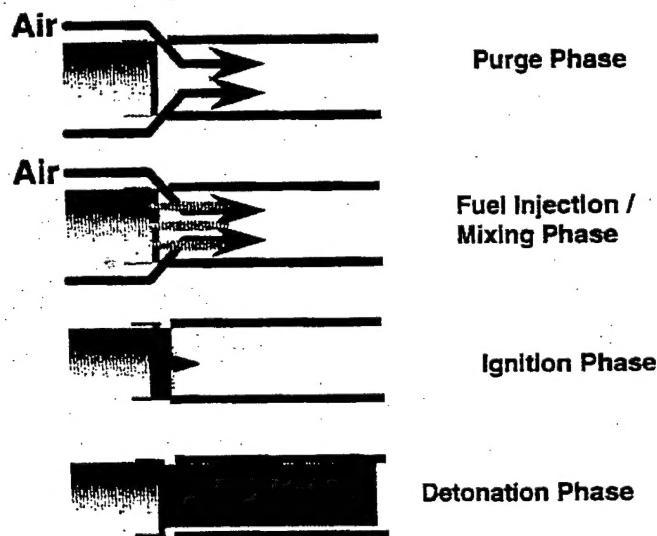 Air
Purge Phase
Air
Fuel Injection /
Mixing Phase
Ignition Phase
Detonation Phase